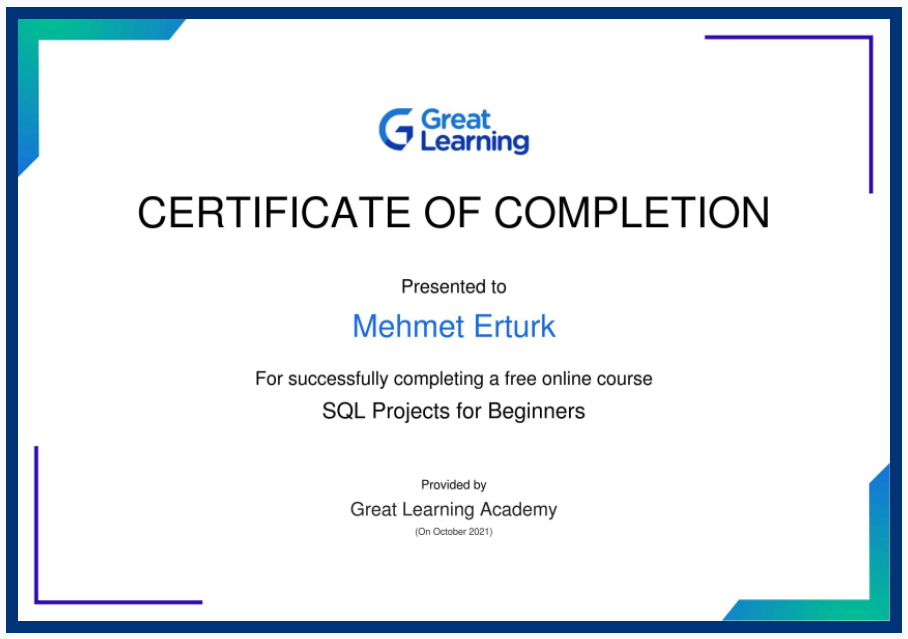 Great
Learning
CERTIFICATE OF COMPLETION
Presented to
Mehmet Erturk
For successfully completing a free online course
SQL Projects for Beginners
Provided by
Great Learning Academy
(On October 2021)